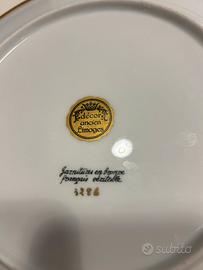 décor
ancien
Limoges
Garnitures en bronze
français véritable
3286
subito